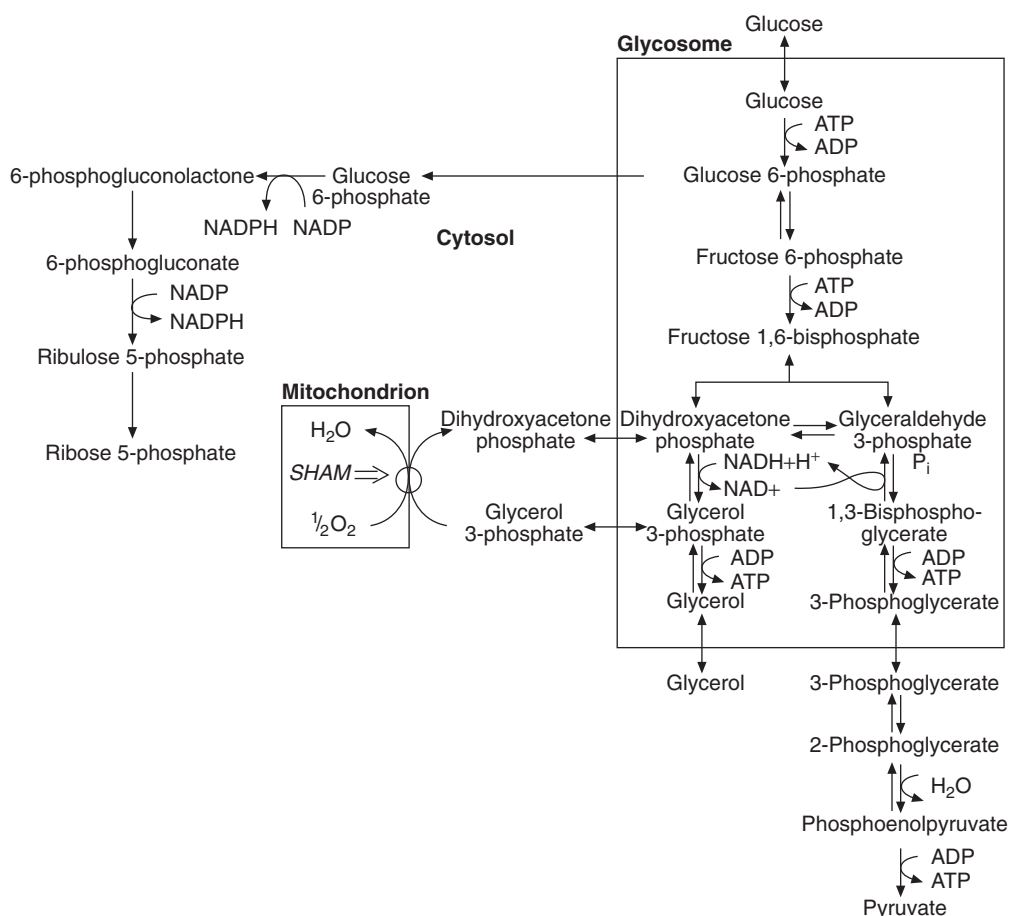 Glucose
Glycosome
Glucose
ATP
ADP
6-phosphogluconolactone
Glucose
6-phosphate
Glucose 6-phosphate
NADPH NADP
Cytosol
6-phosphogluconate
Fructose 6-phosphate
NADP
NADPH
ATP
ADP
Ribulose 5-phosphate
Fructose 1,6-bisphosphate
Mitochondrion
Ribose 5-phosphate
H₂O
Dihydroxyacetone
phosphate
Dihydroxyacetone
phosphate
Glyceraldehyde
3-phosphate
SHAM
NADH+H⁺
NAD+
Pᵢ
½O₂
Glycerol
3-phosphate
Glycerol
3-phosphate
1,3-Bisphospho-
glycerate
ADP
ATP
ADP
ATP
Glycerol
3-Phosphoglycerate
Glycerol
3-Phosphoglycerate
2-Phosphoglycerate
H₂O
Phosphoenolpyruvate
ADP
ATP
Pyruvate